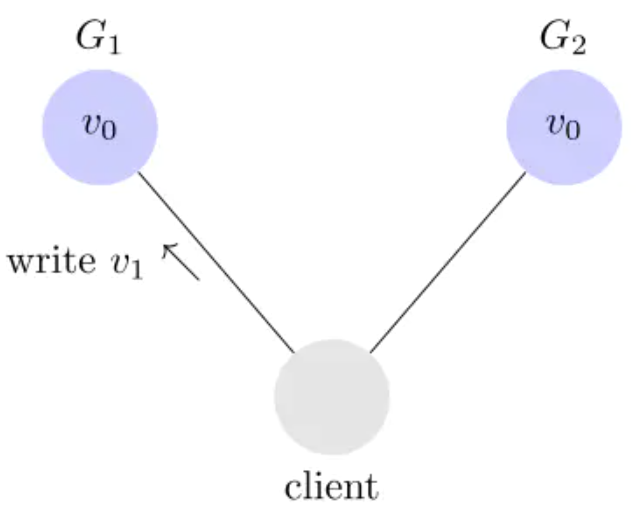 G₁
G₂
v₀
v₀
write v₁
client